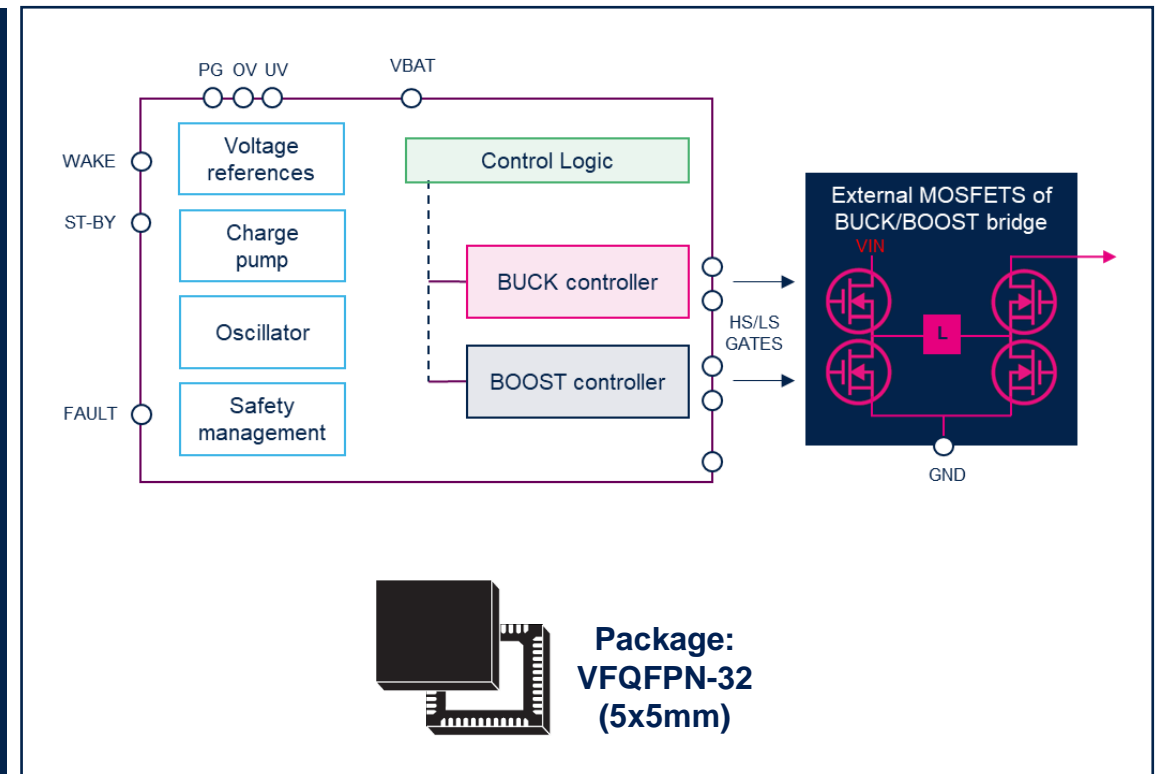 PG OV UV
VBAT
WAKE
ST-BY
FAULT
Voltage
references
Charge
pump
Oscillator
Safety
management
Control Logic
BUCK controller
BOOST controller
HS/LS
GATES
External MOSFETS of
BUCK/BOOST bridge
VIN
L
GND
Package:
VFQFPN-32
(5x5mm)